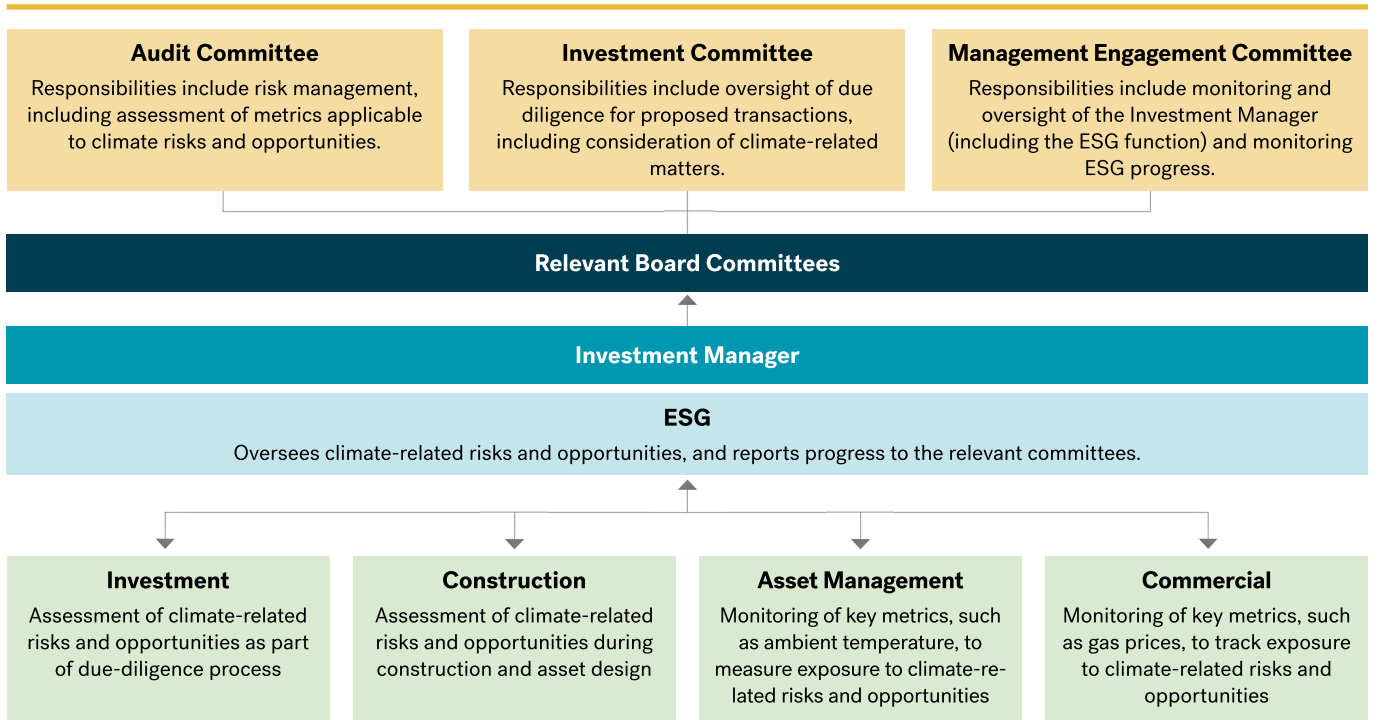 Audit Committee
Responsibilities include risk management,
including assessment of metrics applicable
to climate risks and opportunities.
Investment Committee
Responsibilities include oversight of due
diligence for proposed transactions,
including consideration of climate-related
matters.
Management Engagement Committee
Responsibilities include monitoring and
oversight of the Investment Manager
(including the ESG function) and monitoring
ESG progress.
Relevant Board Committees
Investment Manager
ESG
Oversees climate-related risks and opportunities, and reports progress to the relevant committees.
Investment
Assessment of climate-related
risks and opportunities as part
of due-diligence process
Construction
Assessment of climate-related
risks and opportunities during
construction and asset design
Asset Management
Monitoring of key metrics, such
as ambient temperature, to
measure exposure to climate-re-
lated risks and opportunities
Commercial
Monitoring of key metrics, such
as gas prices, to track exposure
to climate-related risks and
opportunities